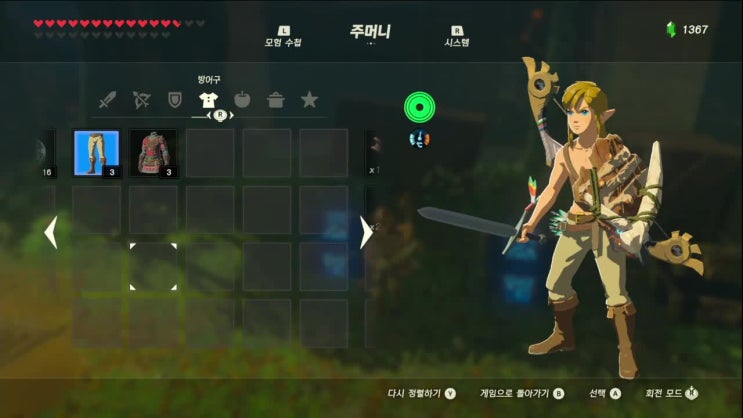 L 주머니 R 1367
모험 수첩 시스템
방어구
R
16 3 3 x1
다시 정렬하기 Y 게임으로 돌아가기 B 선택 A 회전 모드 R